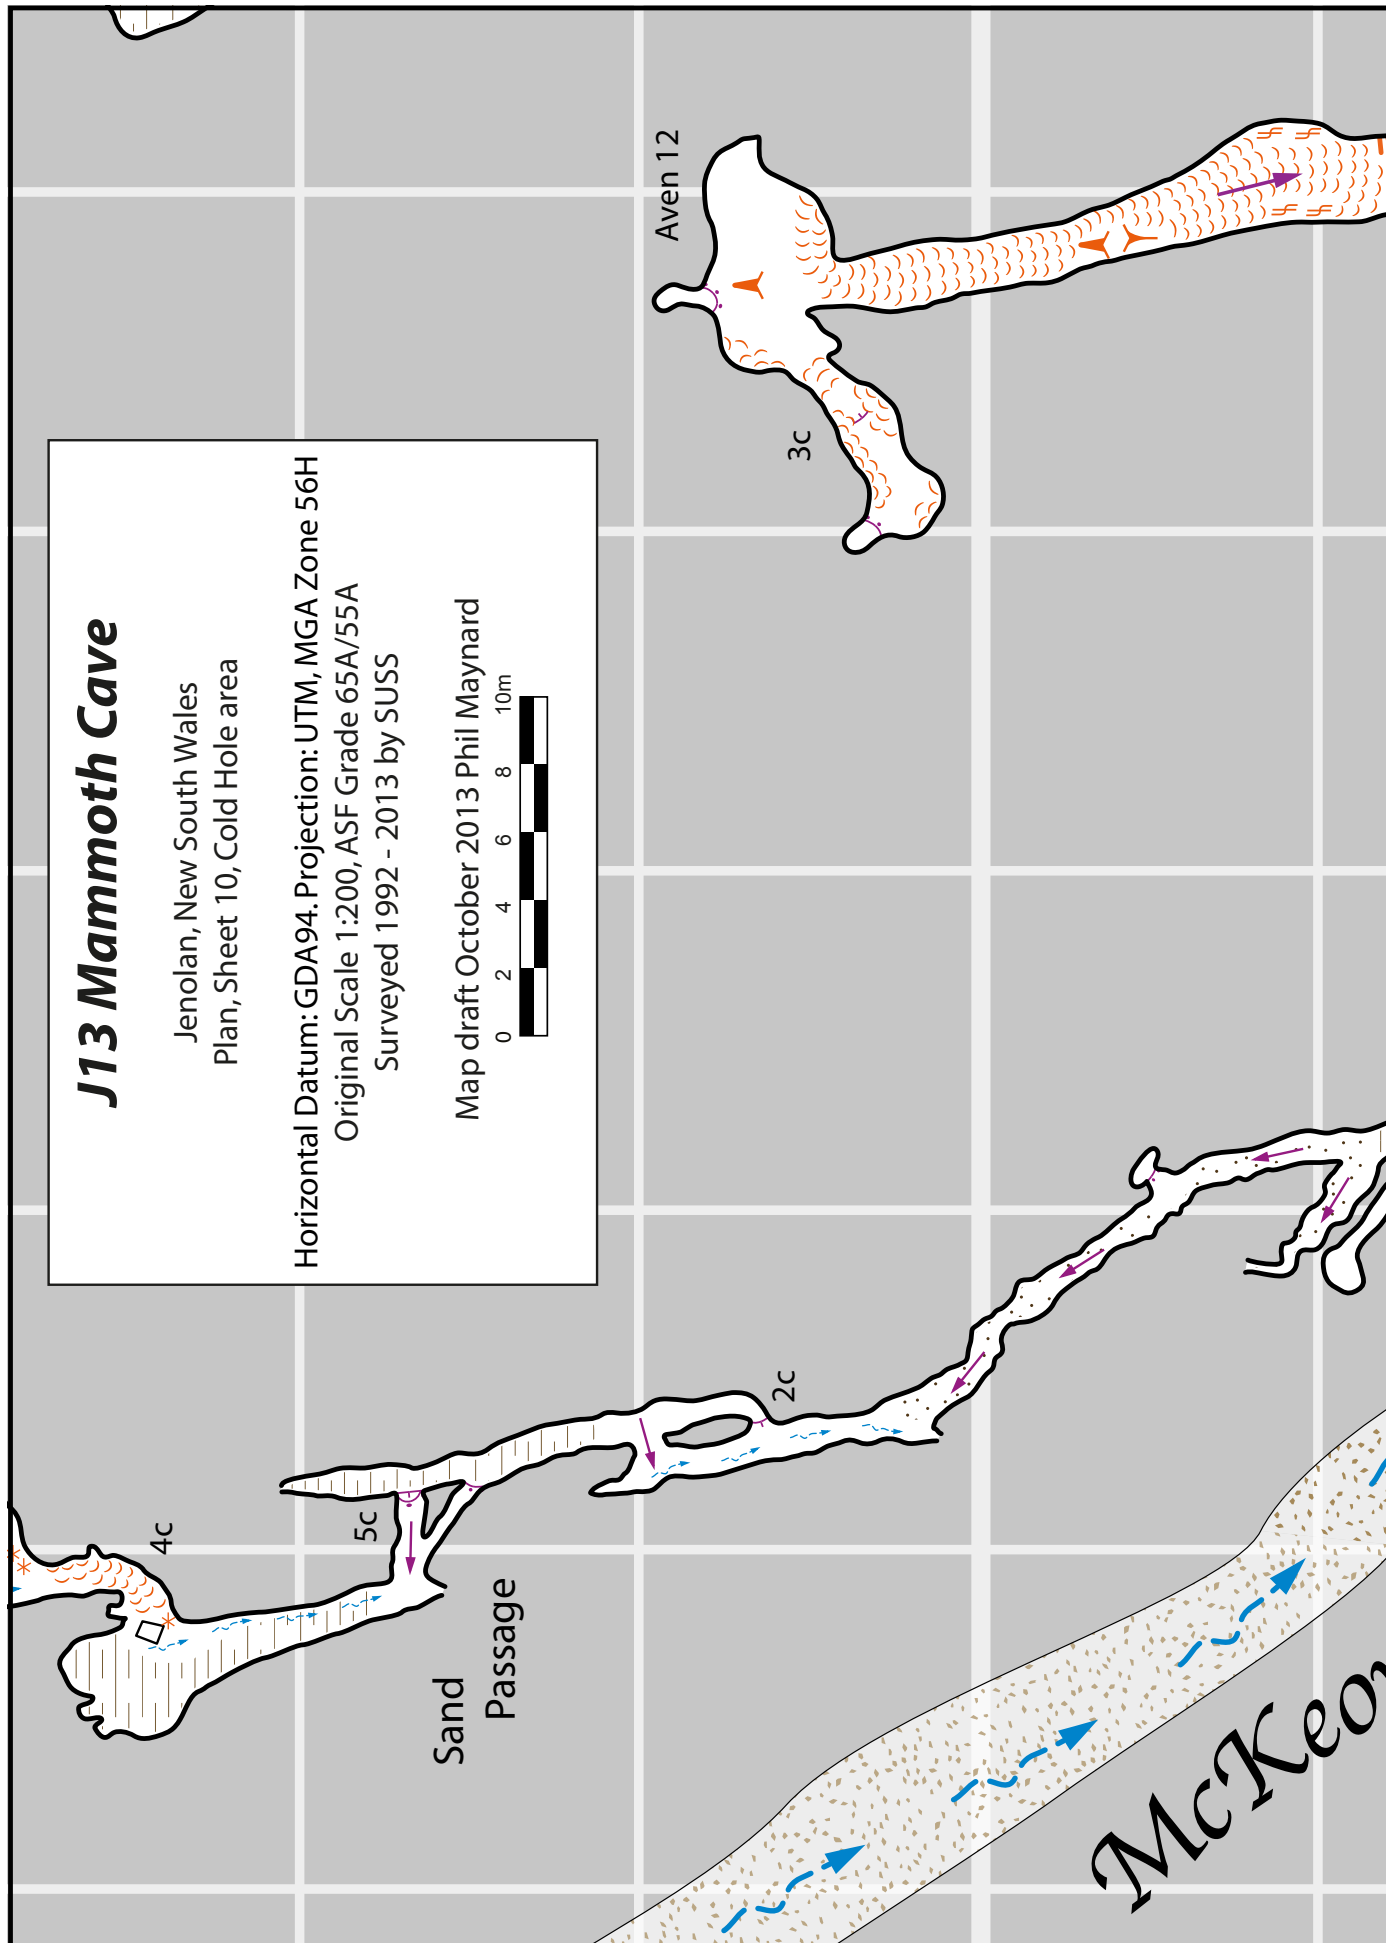 J13 Mammoth Cave
Jenolan, New South Wales
Plan, Sheet 10, Cold Hole area
Horizontal Datum: GDA94. Projection: UTM, MGA Zone 56H
Original Scale 1:200, ASF Grade 65A/55A
Surveyed 1992 - 2013 by SUSS
Map draft October 2013 Phil Maynard
0 2 4 6 8 10m
Aven 12
3c
4c
5c
2c
Sand
Passage